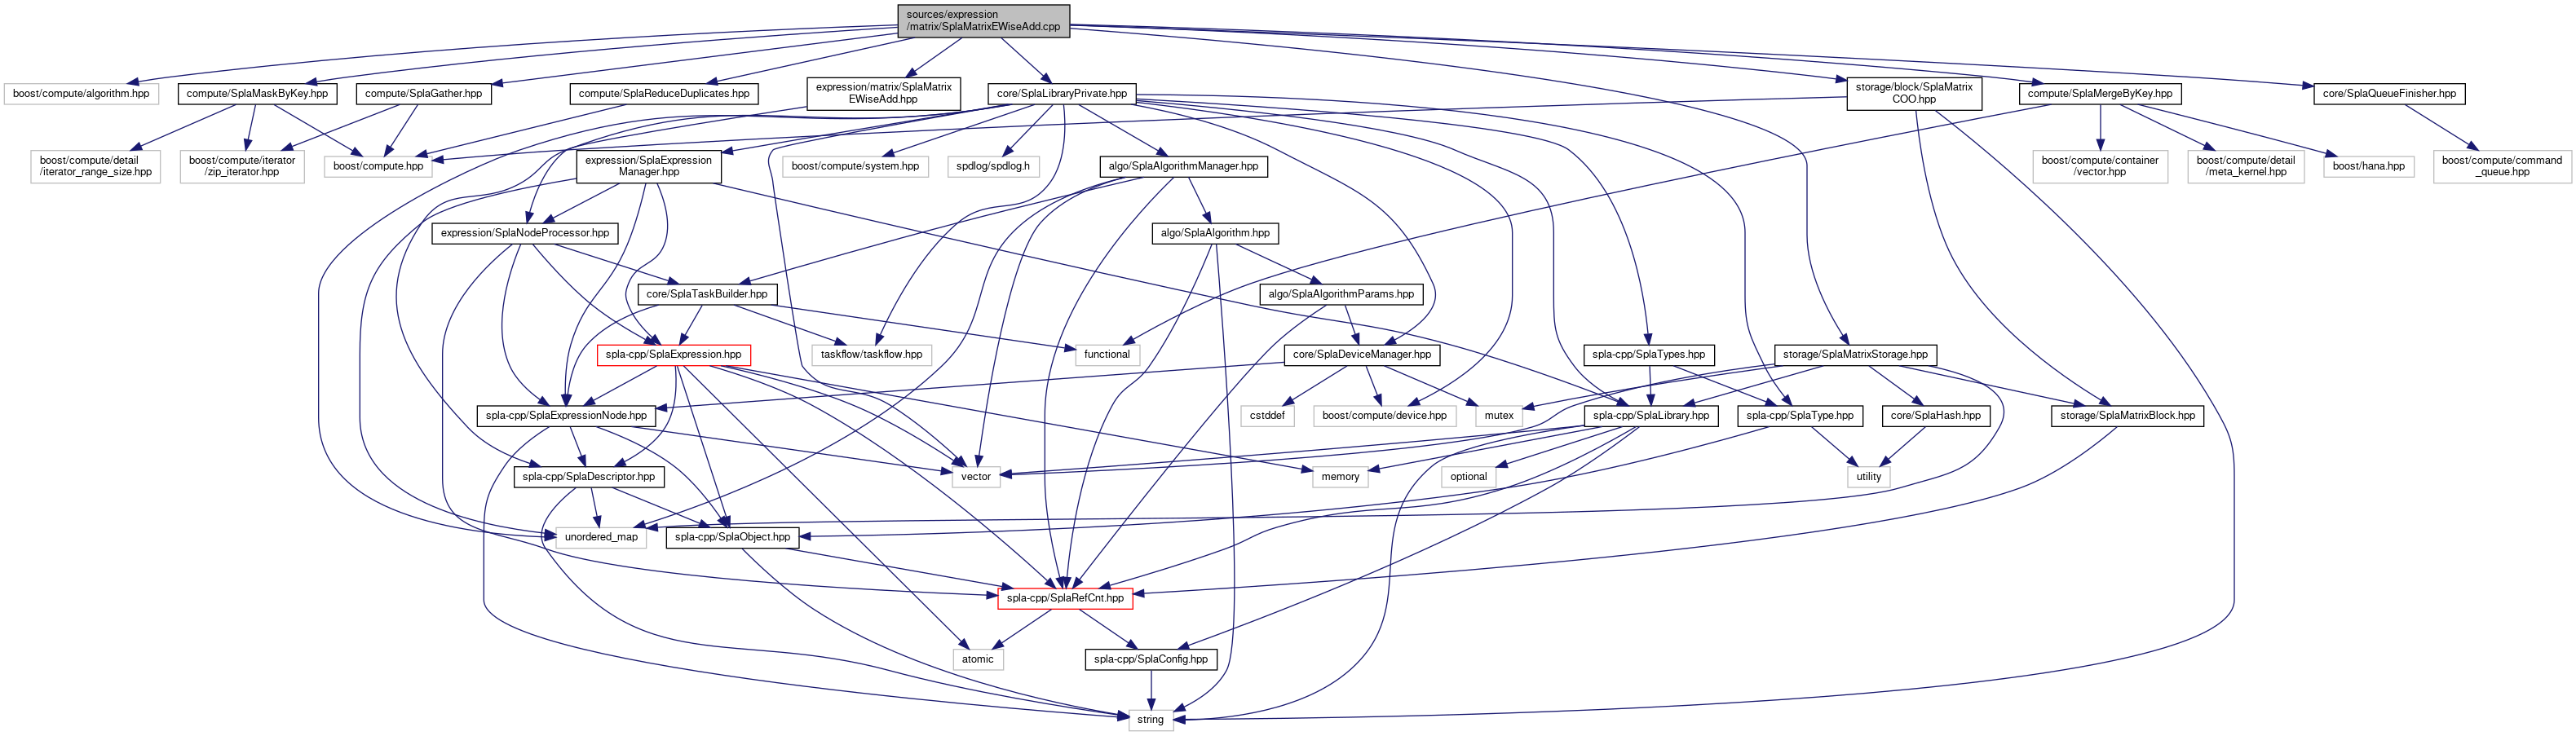 sources/expression
/matrix/SplaMatrixEWiseAdd.cpp
boost/compute/algorithm.hpp
compute/SplaMaskByKey.hpp
compute/SplaGather.hpp
compute/SplaReduceDuplicates.hpp
expression/matrix/SplaMatrix
EWiseAdd.hpp
core/SplaLibraryPrivate.hpp
storage/block/SplaMatrix
COO.hpp
compute/SplaMergeByKey.hpp
core/SplaQueueFinisher.hpp
boost/compute/detail
/iterator_range_size.hpp
boost/compute/iterator
/zip_iterator.hpp
boost/compute.hpp
expression/SplaExpression
Manager.hpp
boost/compute/system.hpp
spdlog/spdlog.h
algo/SplaAlgorithmManager.hpp
boost/compute/container
/vector.hpp
boost/compute/detail
/meta_kernel.hpp
boost/hana.hpp
boost/compute/command
_queue.hpp
expression/SplaNodeProcessor.hpp
algo/SplaAlgorithm.hpp
core/SplaTaskBuilder.hpp
algo/SplaAlgorithmParams.hpp
spla-cpp/SplaExpression.hpp
taskflow/taskflow.hpp
functional
core/SplaDeviceManager.hpp
spla-cpp/SplaTypes.hpp
storage/SplaMatrixStorage.hpp
spla-cpp/SplaExpressionNode.hpp
cstddef
boost/compute/device.hpp
mutex
spla-cpp/SplaLibrary.hpp
spla-cpp/SplaType.hpp
core/SplaHash.hpp
storage/SplaMatrixBlock.hpp
spla-cpp/SplaDescriptor.hpp
vector
memory
optional
utility
unordered_map
spla-cpp/SplaObject.hpp
spla-cpp/SplaRefCnt.hpp
atomic
spla-cpp/SplaConfig.hpp
string